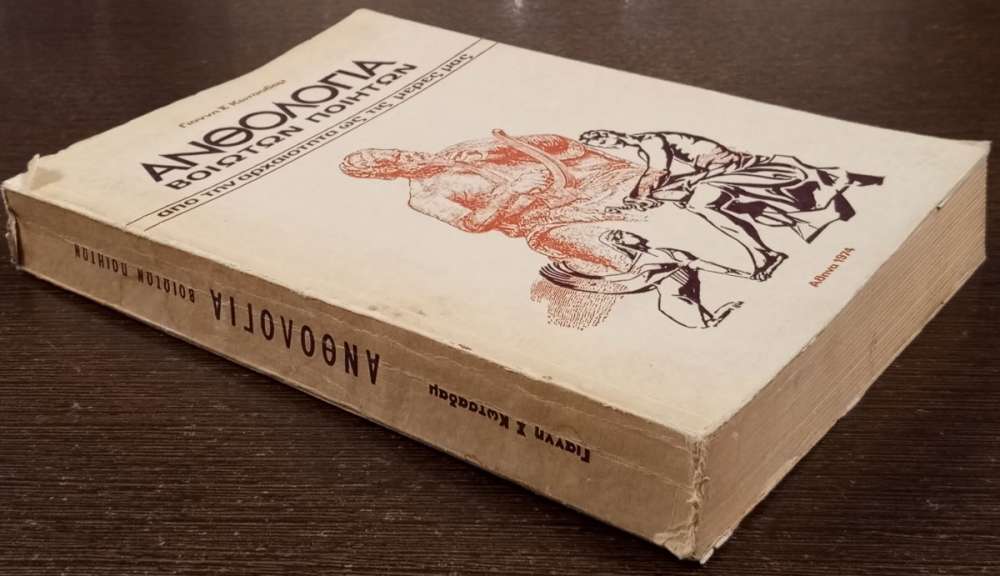 Γιαννη Σ Κωτσαδαμ
ΑΝΘΟΛΟΓΙΑ
ΒΟΙΩΤΩΝ ΠΟΙΗΤΩΝ
απο την αρχαιοτητα ως τις μερες μας
Αθηνα 1974
Γιαννη Σ Κωτσαδαμ
ΑΝΘΟΛΟΓΙΑ ΒΟΙΩΤΩΝ ΠΟΙΗΤΩΝ